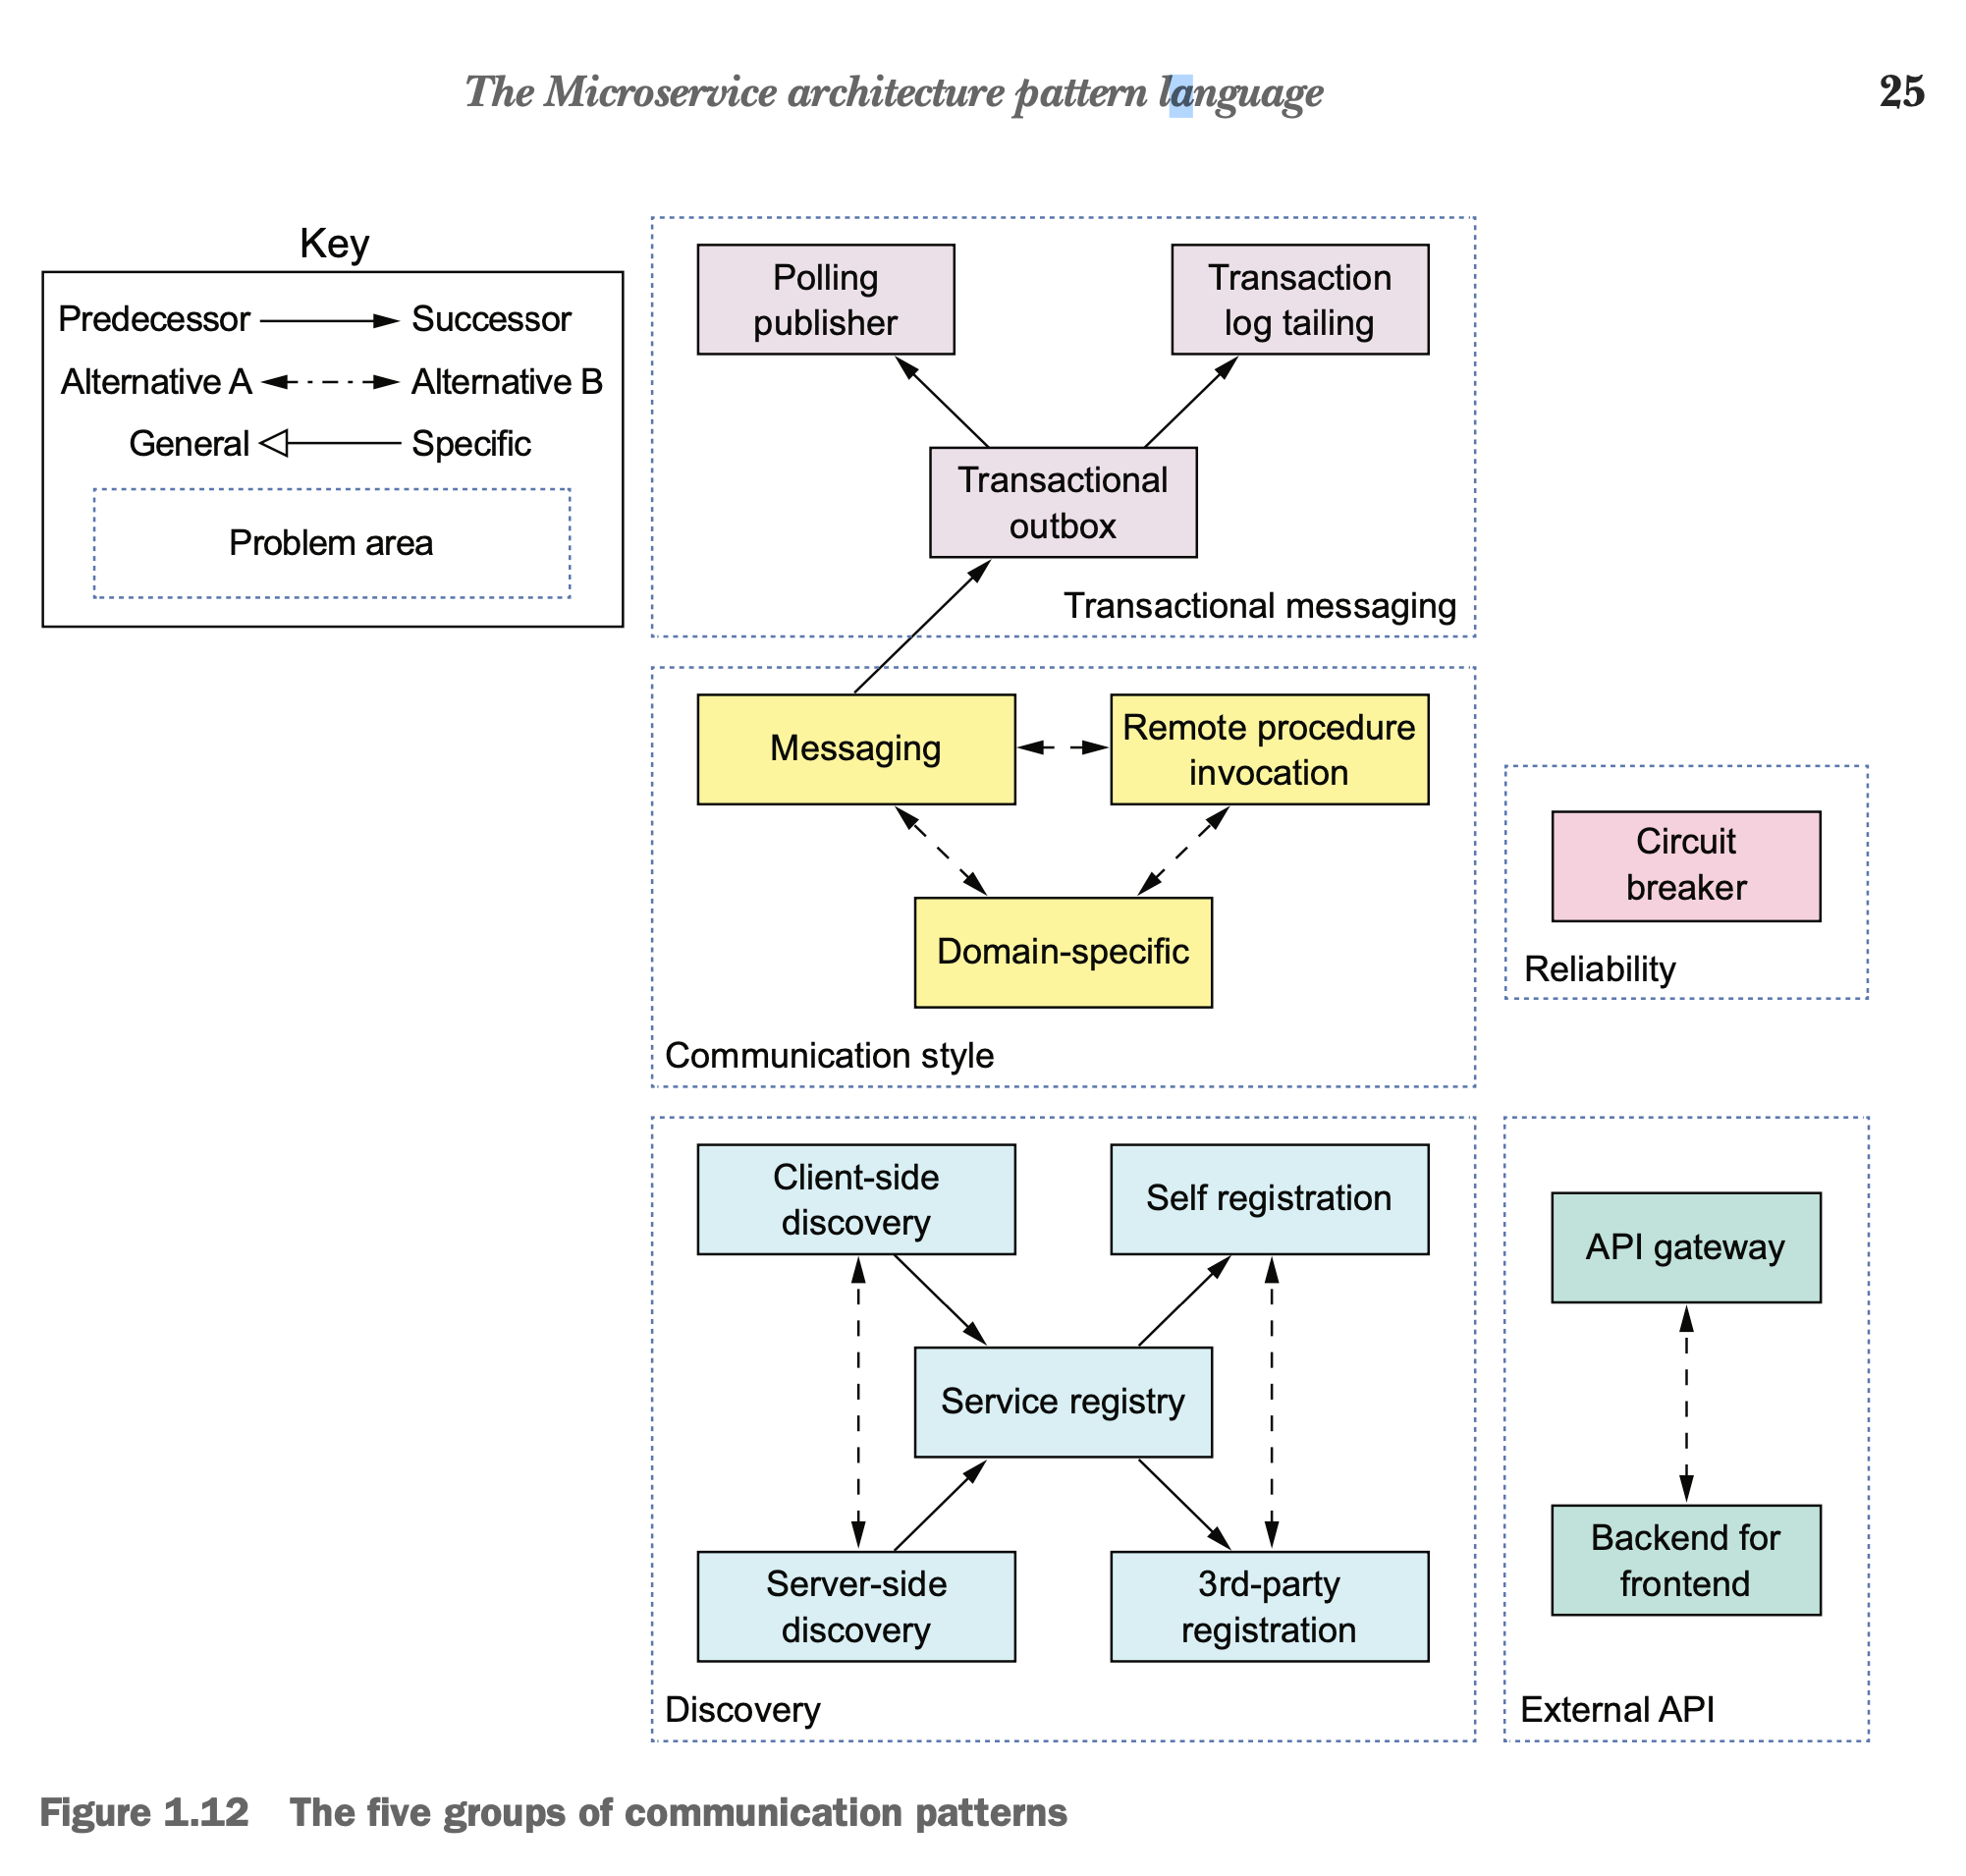 The Microservice architecture pattern language
25
Key
Predecessor
Successor
Alternative A
Alternative B
General
Specific
Problem area
Polling
publisher
Transaction
log tailing
Transactional
outbox
Transactional messaging
Messaging
Remote procedure
invocation
Domain-specific
Communication style
Circuit
breaker
Reliability
Client-side
discovery
Self registration
Service registry
Server-side
discovery
3rd-party
registration
Discovery
API gateway
Backend for
frontend
External API
Figure 1.12 The five groups of communication patterns